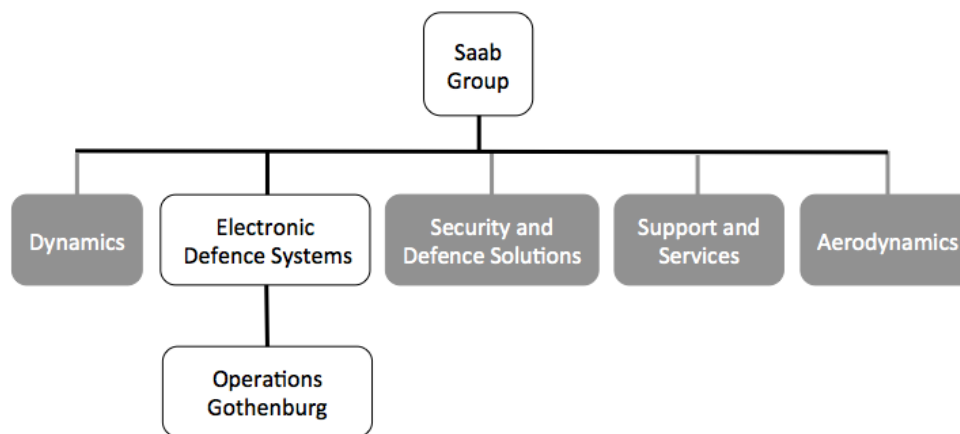 Saab
Group
Dynamics
Electronic
Defence Systems
Security and
Defence Solutions
Support and
Services
Aerodynamics
Operations
Gothenburg